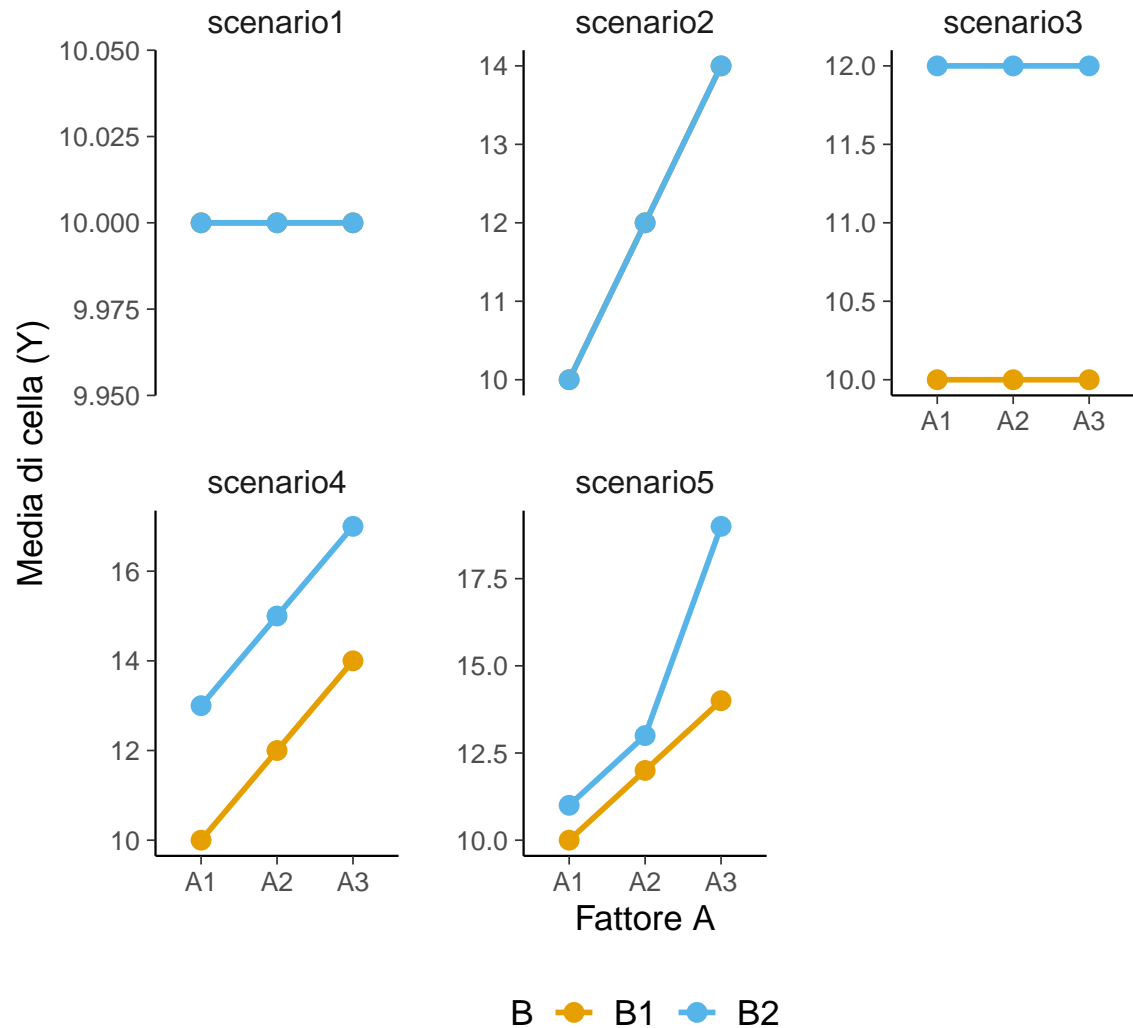 scenario1
scenario2
scenario3
10.050
10.025
10.000
9.975
9.950
14
13
12
11
10
12.0
11.5
11.0
10.5
10.0
A1 A2 A3
Media di cella (Y)
scenario4
scenario5
16
14
12
10
17.5
15.0
12.5
10.0
A1 A2 A3
A1 A2 A3
Fattore A
B B1 B2